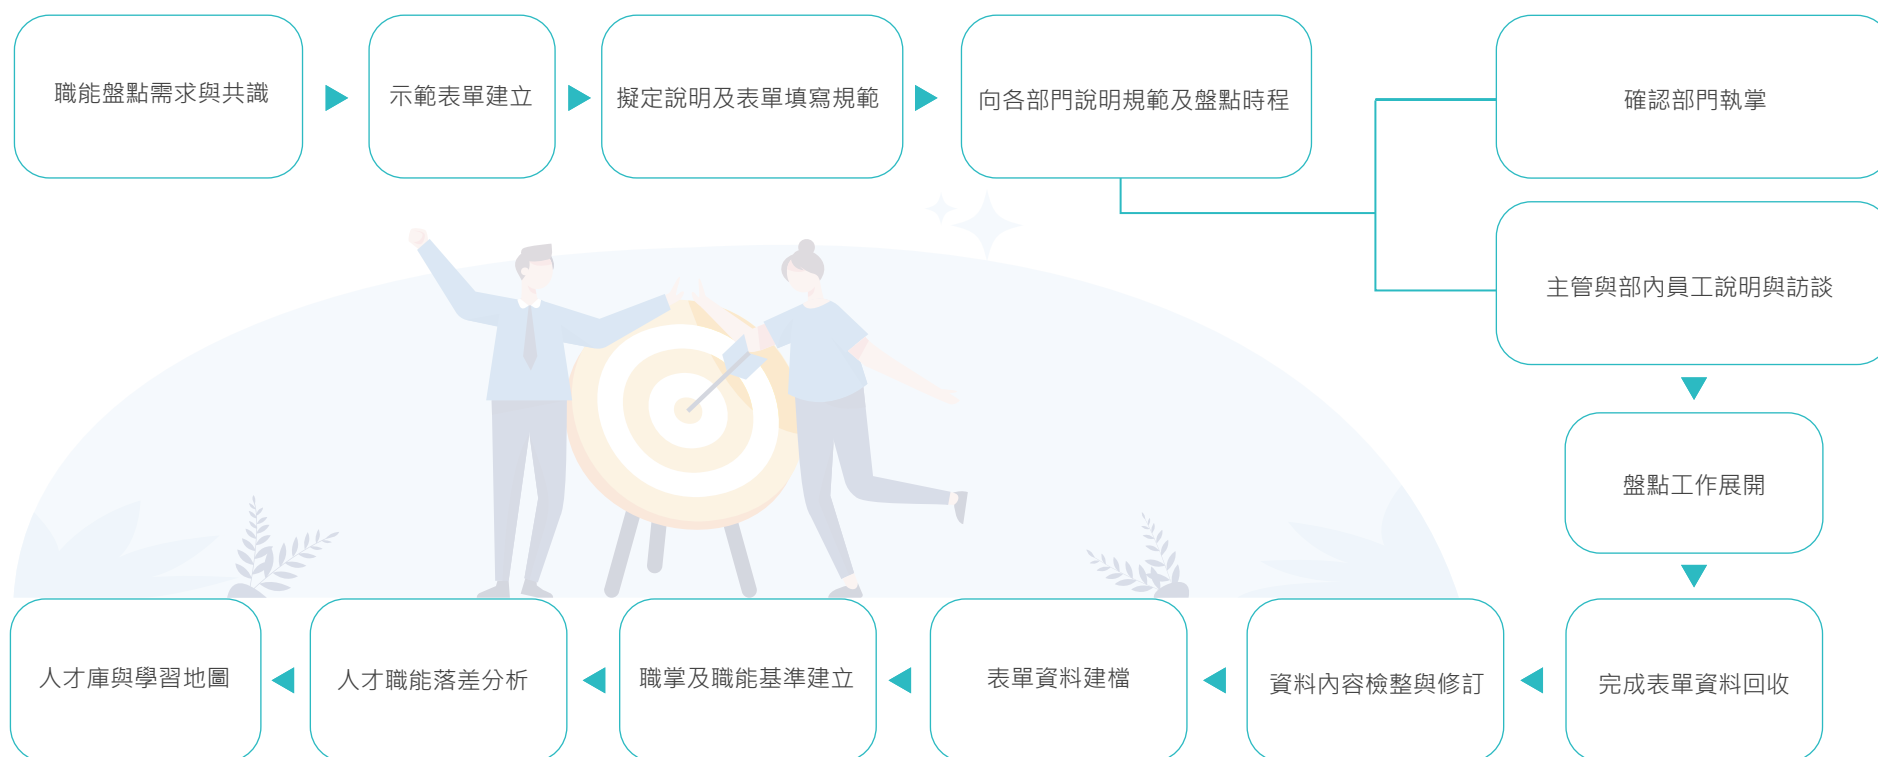 職能盤點需求與共識
示範表單建立
擬定說明及表單填寫規範
向各部門說明規範及盤點時程
確認部門執掌
主管與部內員工說明與訪談
盤點工作展開
完成表單資料回收
資料內容檢整與修訂
表單資料建檔
職掌及職能基準建立
人才職能落差分析
人才庫與學習地圖